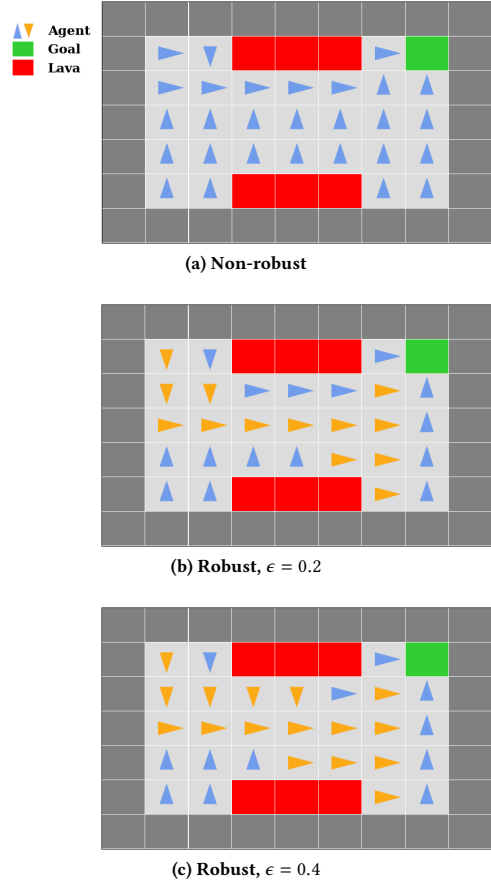 Agent
Goal
Lava
(a) Non-robust
(b) Robust, ϵ = 0.2
(c) Robust, ϵ = 0.4